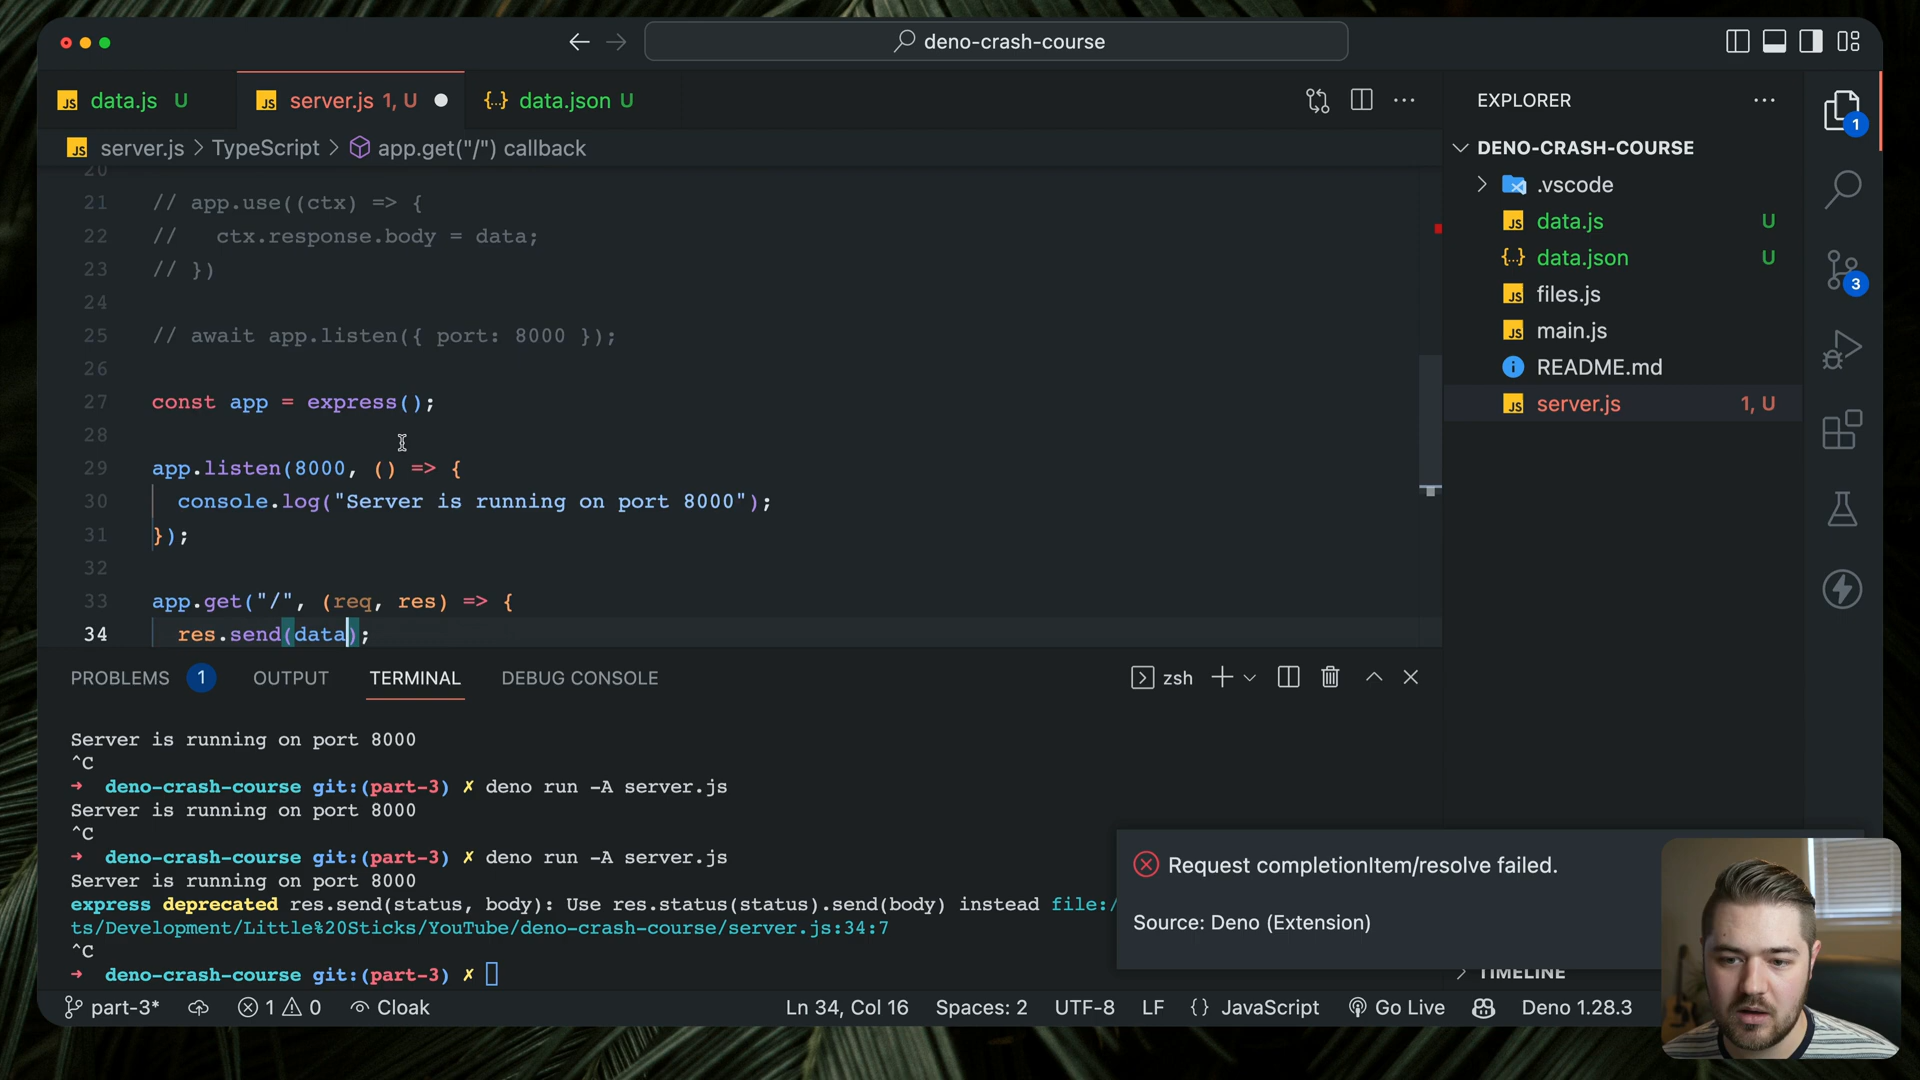 deno-crash-course
JS data.js U
JS server.js 1, U
{..} data.json U
JS server.js > TypeScript > app.get("/") callback
20
21 // app.use((ctx) => {
22 //   ctx.response.body = data;
23 // })
24
25 // await app.listen({ port: 8000 });
26
27 const app = express();
28
29 app.listen(8000, () => {
30   console.log("Server is running on port 8000");
31 });
32
33 app.get("/", (req, res) => {
34   res.send(data);
EXPLORER
DENO-CRASH-COURSE
.vscode
JS data.js U
{..} data.json U
JS files.js
JS main.js
README.md
JS server.js 1, U
TIMELINE
1
3
PROBLEMS 1 OUTPUT TERMINAL DEBUG CONSOLE
zsh
Server is running on port 8000
^C
➜ deno-crash-course git:(part-3) ✗ deno run -A server.js
Server is running on port 8000
^C
➜ deno-crash-course git:(part-3) ✗ deno run -A server.js
Server is running on port 8000
express deprecated res.send(status, body): Use res.status(status).send(body) instead file:/
ts/Development/Little%20Sticks/YouTube/deno-crash-course/server.js:34:7
^C
➜ deno-crash-course git:(part-3) ✗
Request completionItem/resolve failed.
Source: Deno (Extension)
part-3* 1 0 Cloak Ln 34, Col 16 Spaces: 2 UTF-8 LF {} JavaScript Go Live Deno 1.28.3